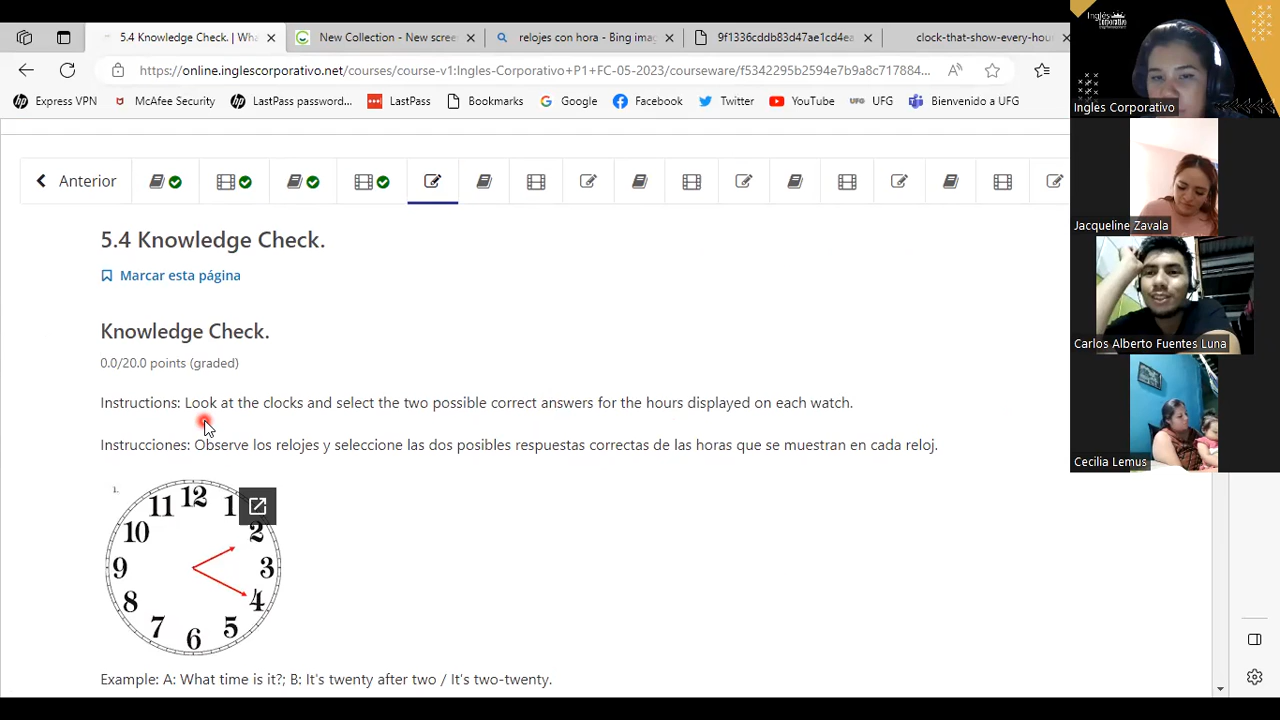 5.4 Knowledge Check. | Wha
New Collection - New scree
relojes con hora - Bing imag
9f1336cddb83d47ae1cd4ea
clock-that-show-every-hou
https://online.inglescorporativo.net/courses/course-v1:Ingles-Corporativo+P1+FC-05-2023/courseware/f5342295b2594e7b9a8c717884...
Express VPN
McAfee Security
LastPass password...
LastPass
Bookmarks
Google
Facebook
Twitter
YouTube
UFG
Bienvenido a UFG
Anterior
5.4 Knowledge Check.
Marcar esta página
Knowledge Check.
0.0/20.0 points (graded)
Instructions: Look at the clocks and select the two possible correct answers for the hours displayed on each watch.
Instrucciones: Observe los relojes y seleccione las dos posibles respuestas correctas de las horas que se muestran en cada reloj.
1.
12
11 1
10 2
9 3
8 4
7 5
6
Example: A: What time is it?; B: It's twenty after two / It's two-twenty.
Inglés
Corporativo
Ingles Corporativo
Jacqueline Zavala
Carlos Alberto Fuentes Luna
Cecilia Lemus